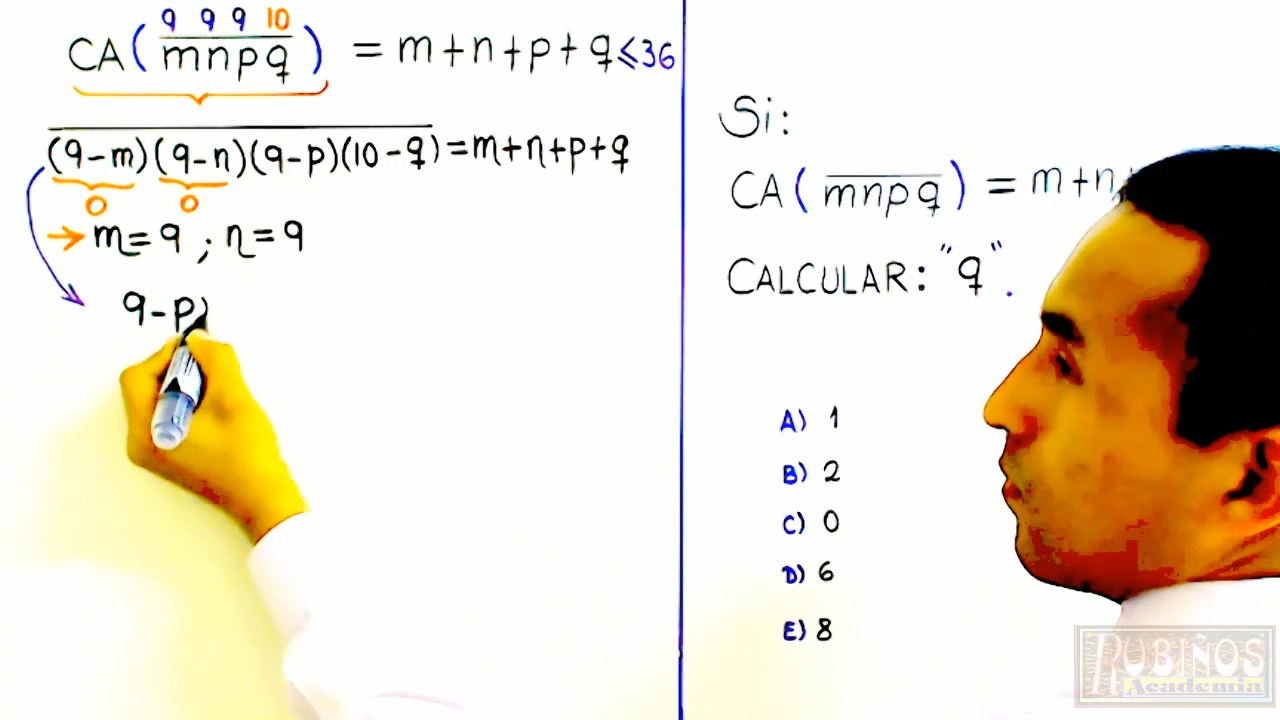 9 9 9 10
CA(mnpq) = m+n+p+q≤36
(9-m)(9-n)(9-p)(10-q)=m+n+p+q
0 0
→ m=9 ; n=9
9-p)
Si:
CA(mnpq) = m+n
CALCULAR: "q".
A) 1
B) 2
C) 0
D) 6
E) 8
RUBIÑOS
Academia